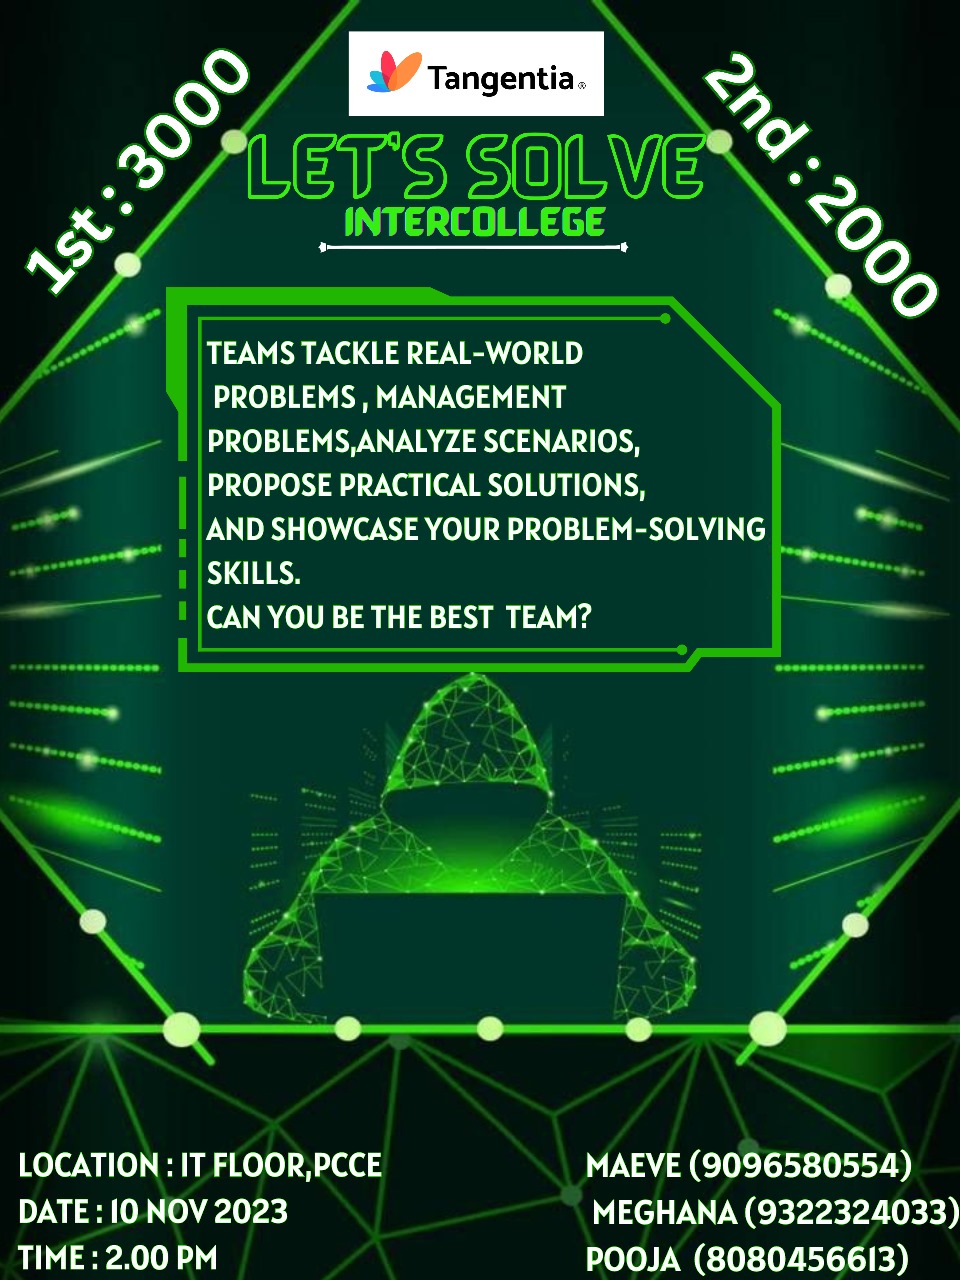 Tangentia®
1st : 3000
2nd : 2000
LET'S SOLVE
INTERCOLLEGE
TEAMS TACKLE REAL-WORLD
PROBLEMS , MANAGEMENT
PROBLEMS,ANALYZE SCENARIOS,
PROPOSE PRACTICAL SOLUTIONS,
AND SHOWCASE YOUR PROBLEM-SOLVING
SKILLS.
CAN YOU BE THE BEST TEAM?
LOCATION : IT FLOOR,PCCE
DATE : 10 NOV 2023
TIME : 2.00 PM
MAEVE (9096580554)
MEGHANA (9322324033)
POOJA (8080456613)